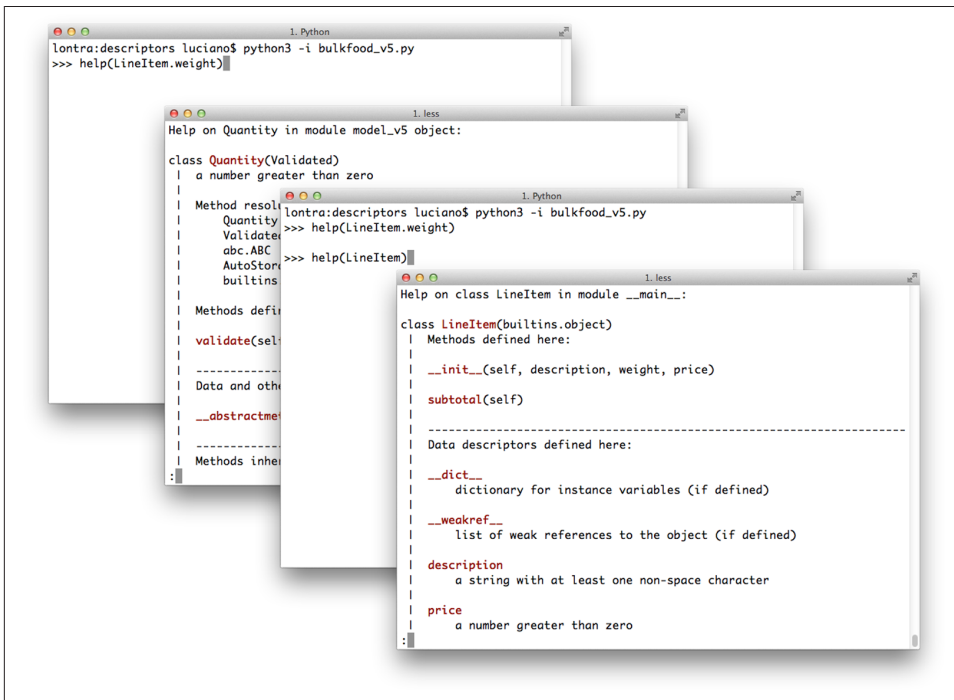 1. Python
lontra:descriptors luciano$ python3 -i bulkfood_v5.py
>>> help(LineItem.weight)
1. less
Help on Quantity in module model_v5 object:
class Quantity(Validated)
|  a number greater than zero
|
|  Method resol
|      Quantity
|      Validated
|      abc.ABC
|      AutoStora
|      builtins
|
|  Methods defin
|
|  validate(self
|
|  -----------
|  Data and othe
|
|  __abstractmet
|
|  -----------
|  Methods inher
:
1. Python
lontra:descriptors luciano$ python3 -i bulkfood_v5.py
>>> help(LineItem.weight)
>>> help(LineItem)
1. less
Help on class LineItem in module __main__:
class LineItem(builtins.object)
|  Methods defined here:
|
|  __init__(self, description, weight, price)
|
|  subtotal(self)
|
|  ----------------------------------------------------------------------
|  Data descriptors defined here:
|
|  __dict__
|      dictionary for instance variables (if defined)
|
|  __weakref__
|      list of weak references to the object (if defined)
|
|  description
|      a string with at least one non-space character
|
|  price
|      a number greater than zero
: